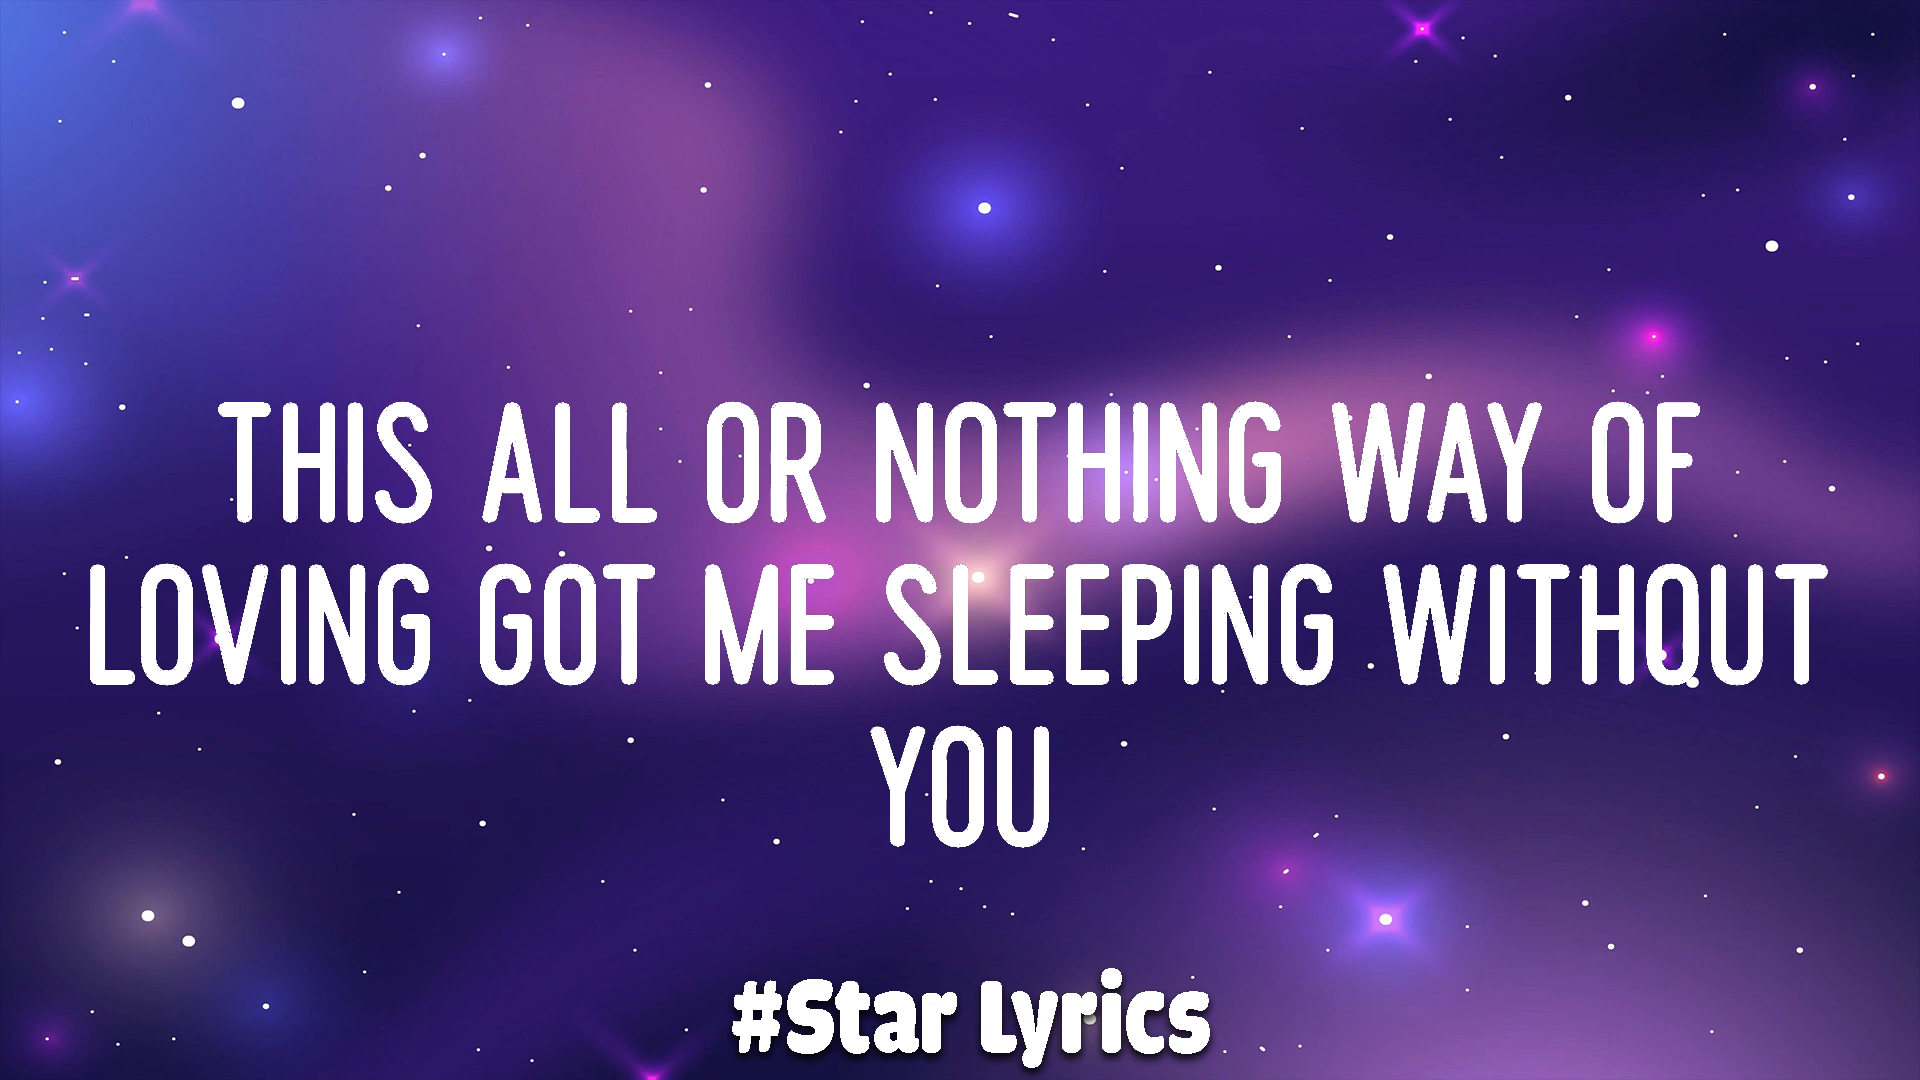 THIS ALL OR NOTHING WAY OF
LOVING GOT ME SLEEPING WITHOUT
YOU
#Star Lyrics